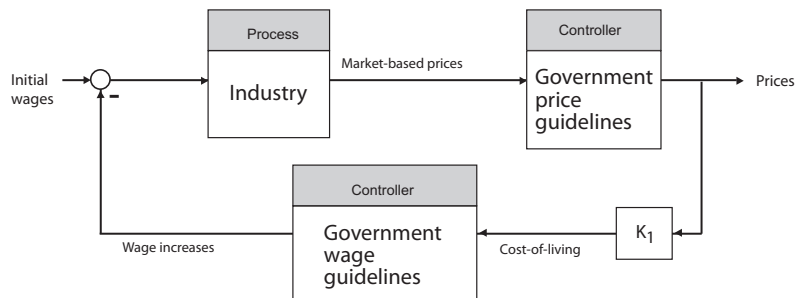 Process
Controller
Initial
wages
Industry
Market-based prices
Government
price
guidelines
Prices
–
Controller
Government
wage
guidelines
Wage increases
Cost-of-living
K1